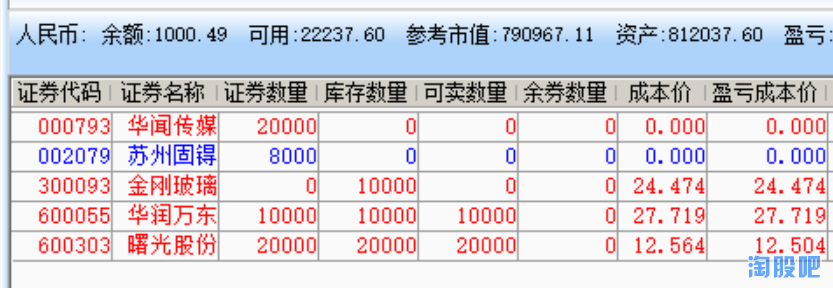 人民币: 余额:1000.49 可用:22237.60 参考市值:790967.11 资产:812037.60 盈亏:
证券代码 证券名称 证券数量 库存数量 可卖数量 余券数量 成本价 盈亏成本价
000793 华闻传媒 20000 0 0 0 0.000 0.000
002079 苏州固锝 8000 0 0 0 0.000 0.000
300093 金刚玻璃 0 10000 0 0 24.474 24.474
600055 华润万东 10000 10000 10000 0 27.719 27.719
600303 曙光股份 20000 20000 20000 0 12.564 12.504
淘股吧